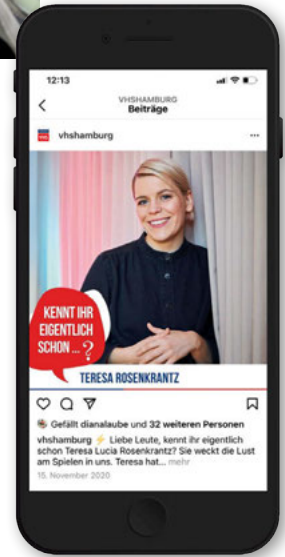 12:13
VHSHAMBURG
Beiträge
vhs
vhshamburg
KENNT IHR
EIGENTLICH
SCHON ... ?
TERESA ROSENKRANTZ
Gefällt dianalaube und 32 weiteren Personen
vhshamburg ⚡ Liebe Leute, kennt ihr eigentlich
schon Teresa Lucia Rosenkrantz? Sie weckt die Lust
am Spielen in uns. Teresa hat... mehr
15. November 2020